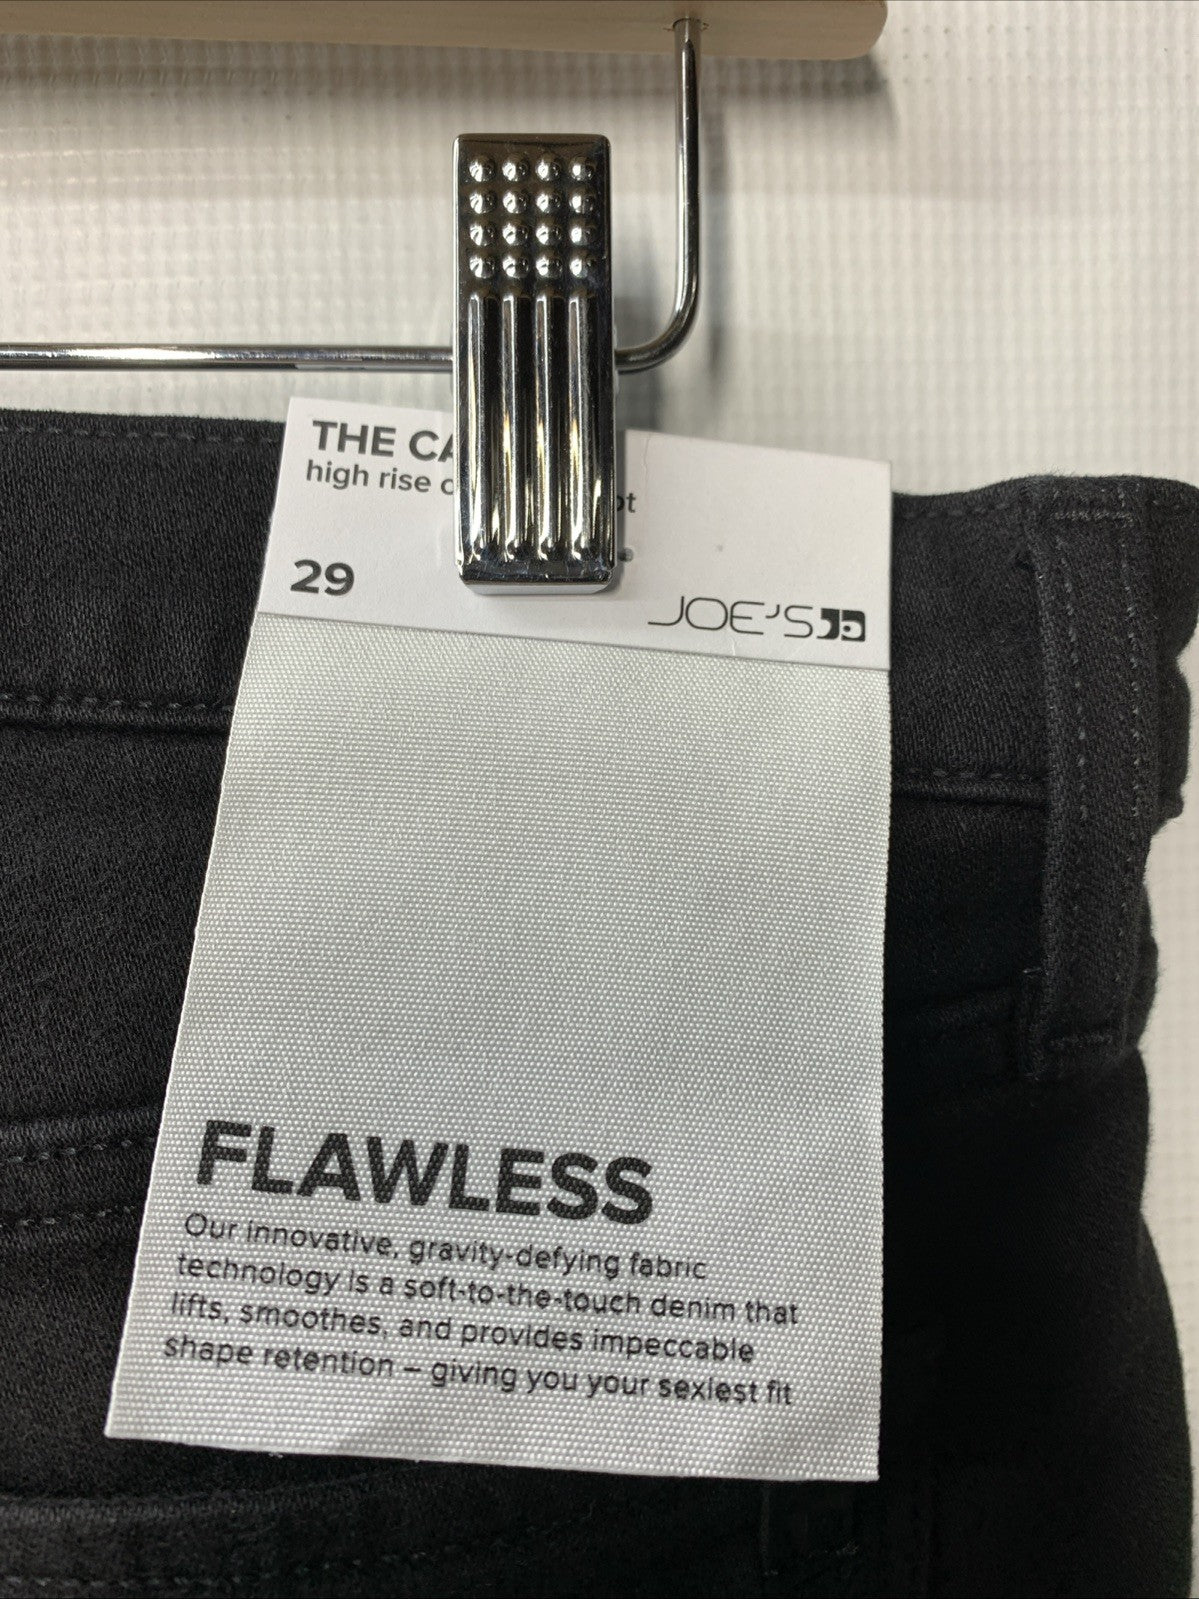 THE
high rise
29
JOE'S
FLAWLESS
Our innovative, gravity-defying fabric
technology is a soft-to-the-touch denim that
lifts, smoothes, and provides impeccable
shape retention – giving you your sexiest fit